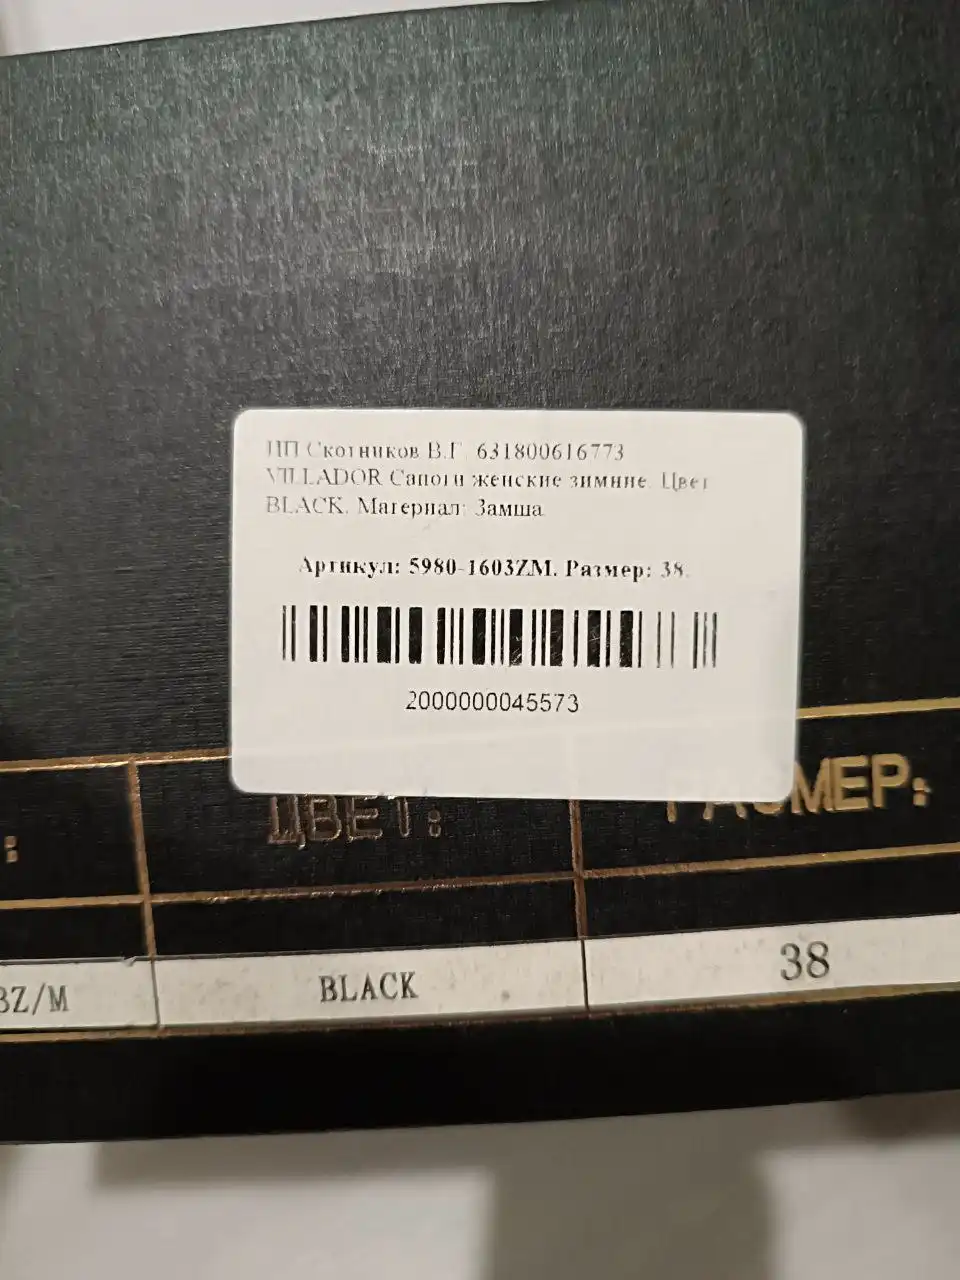 ИП Скотников В.Г. 631800616773
VILLADOR Сапоги женские зимние. Цвет
BLACK. Материал: Замша
Артикул: 5980-1603ZM. Размер: 38.
2000000045573
: ЦВЕТ: РАЗМЕР:
3Z/M BLACK 38